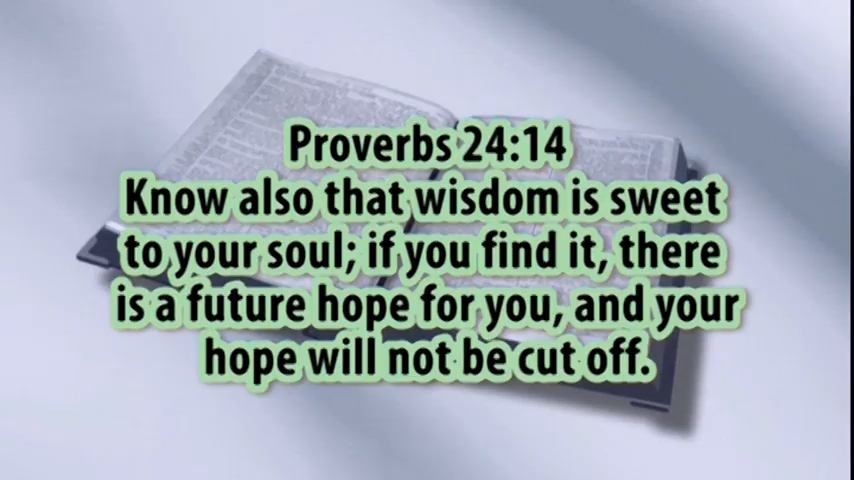 Proverbs 24:14
Know also that wisdom is sweet
to your soul; if you find it, there
is a future hope for you, and your
hope will not be cut off.